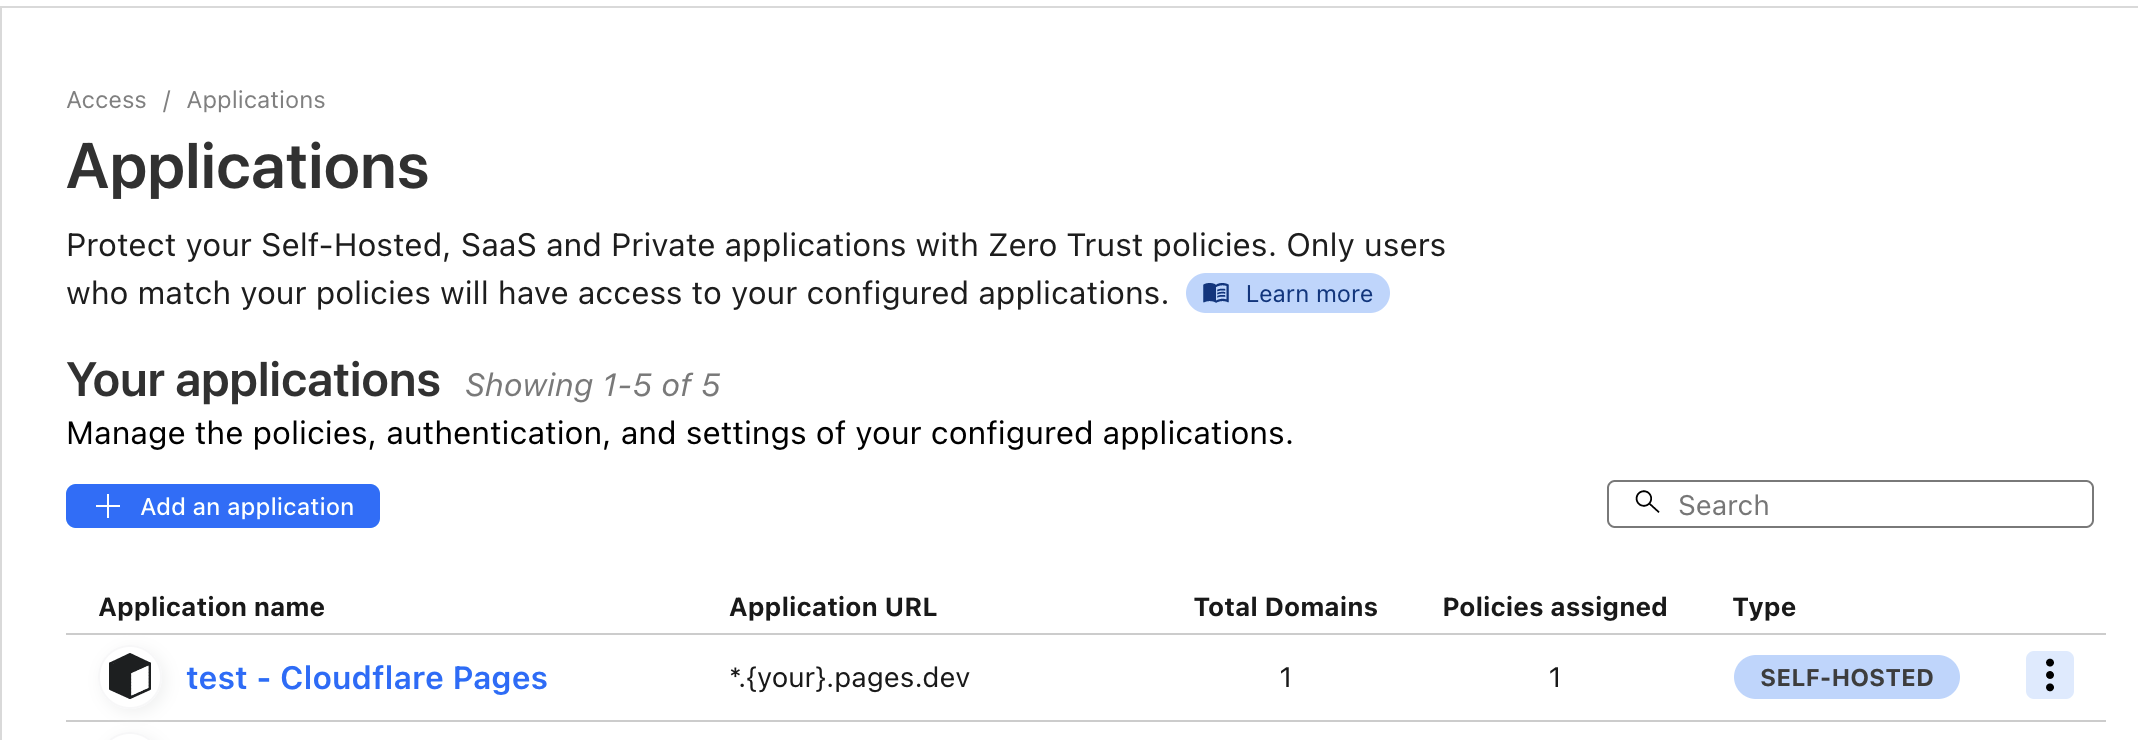 Access / Applications
Applications
Protect your Self-Hosted, SaaS and Private applications with Zero Trust policies. Only users
who match your policies will have access to your configured applications. Learn more
Your applications Showing 1-5 of 5
Manage the policies, authentication, and settings of your configured applications.
Add an application
Search
Application name Application URL Total Domains Policies assigned Type
test - Cloudflare Pages *.{your}.pages.dev 1 1 SELF-HOSTED